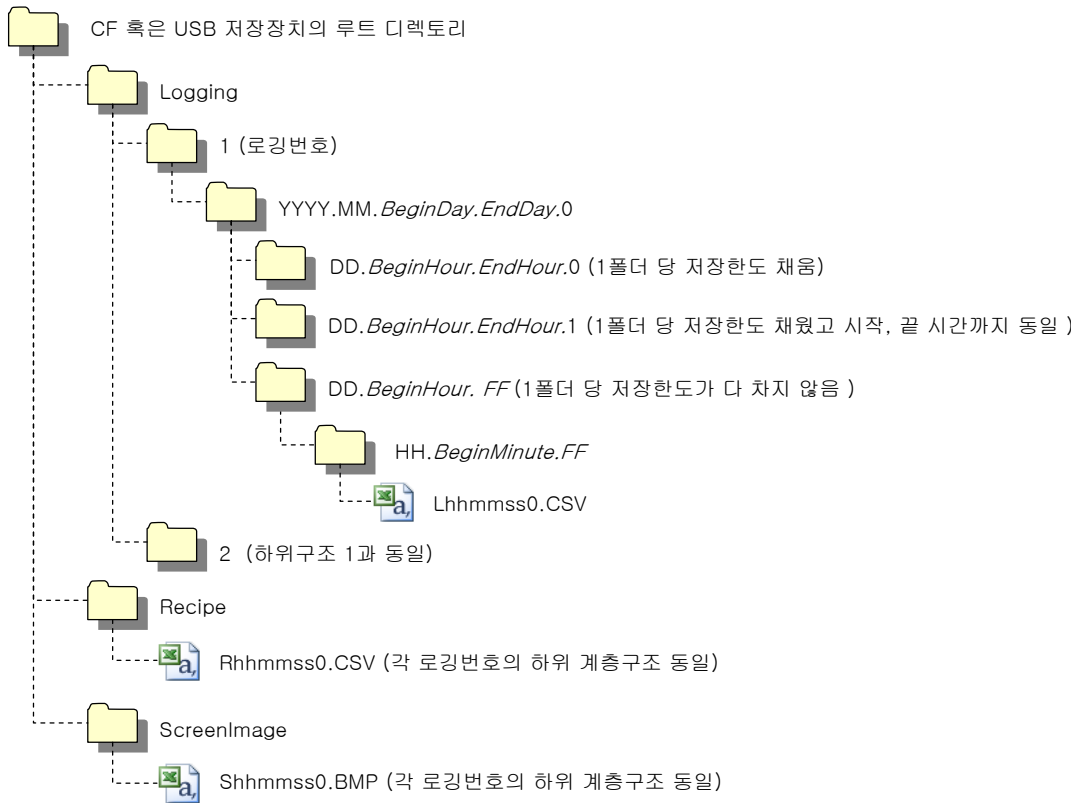 CF 혹은 USB 저장장치의 루트 디렉토리
Logging
1 (로깅번호)
YYYY.MM.BeginDay.EndDay.0
DD.BeginHour.EndHour.0 (1폴더 당 저장한도 채움)
DD.BeginHour.EndHour.1 (1폴더 당 저장한도 채웠고 시작, 끝 시간까지 동일 )
DD.BeginHour. FF (1폴더 당 저장한도가 다 차지 않음 )
HH.BeginMinute.FF
Lhhmmss0.CSV
2 (하위구조 1과 동일)
Recipe
Rhhmmss0.CSV (각 로깅번호의 하위 계층구조 동일)
ScreenImage
Shhmmss0.BMP (각 로깅번호의 하위 계층구조 동일)